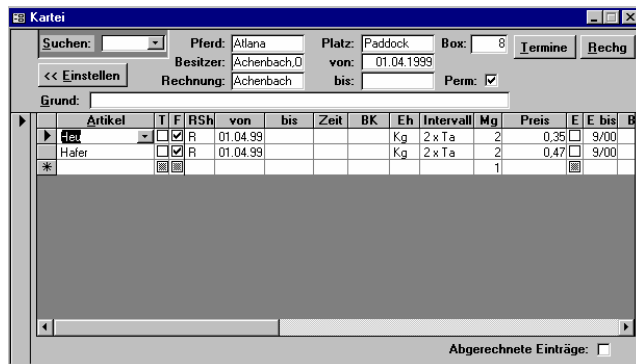 Kartei
Suchen: Pferd: Atlana Platz: Paddock Box: 8 Termine Rechg
Besitzer: Achenbach,O von: 01.04.1999
<< Einstellen Rechnung: Achenbach bis: Perm:
Grund:
Artikel T F RSh von bis Zeit BK Eh Intervall Mg Preis E E bis B
Heu R 01.04.99 Kg 2 x Ta 2 0,35 9/00
Hafer R 01.04.99 Kg 2 x Ta 2 0,47 9/00
1
Abgerechnete Einträge: